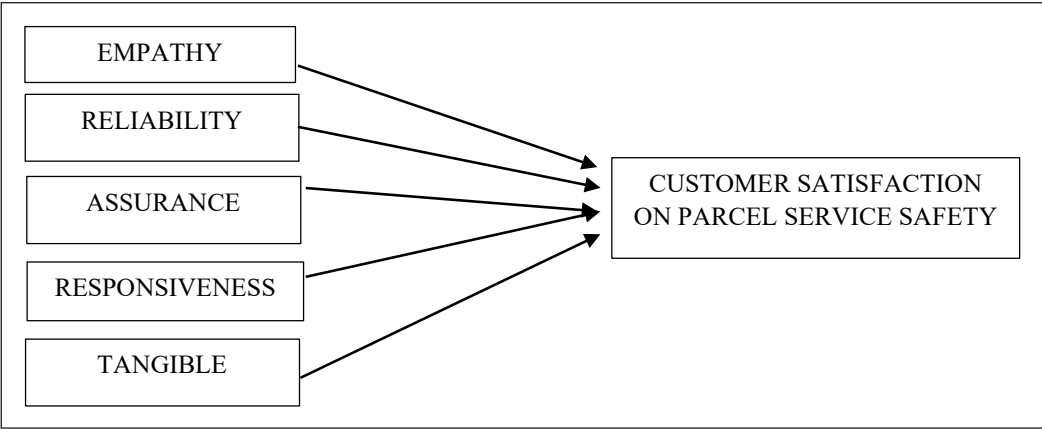 EMPATHY
RELIABILITY
ASSURANCE
RESPONSIVENESS
TANGIBLE
CUSTOMER SATISFACTION
ON PARCEL SERVICE SAFETY